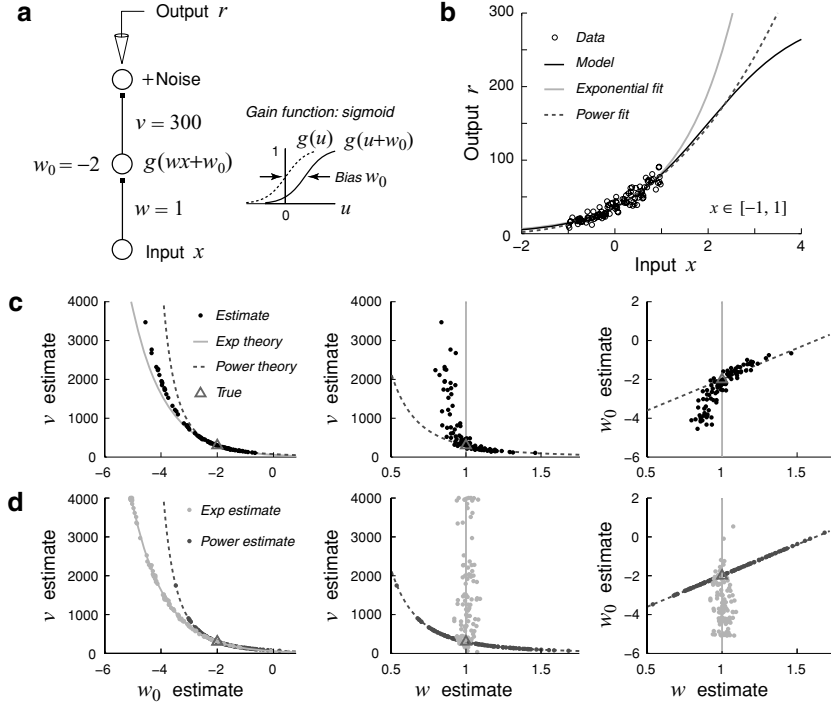 a
Output r
+Noise
v = 300
w0 = −2
g(wx+w0)
w = 1
Input x
Gain function: sigmoid
g(u)
g(u+w0)
1
Bias w0
0
u
b
Output r
300
200
100
0
Data
Model
Exponential fit
Power fit
x ∈ [-1, 1]
−2
0
2
4
Input x
c
v estimate
4000
3000
2000
1000
0
Estimate
Exp theory
Power theory
True
−6
−4
−2
0
v estimate
4000
3000
2000
1000
0
0.5
1
1.5
w0 estimate
2
0
−2
−4
−6
0.5
1
1.5
d
v estimate
4000
3000
2000
1000
0
Exp estimate
Power estimate
−6
−4
−2
0
w0 estimate
v estimate
4000
3000
2000
1000
0
0.5
1
1.5
w estimate
w0 estimate
2
0
−2
−4
−6
0.5
1
1.5
w estimate